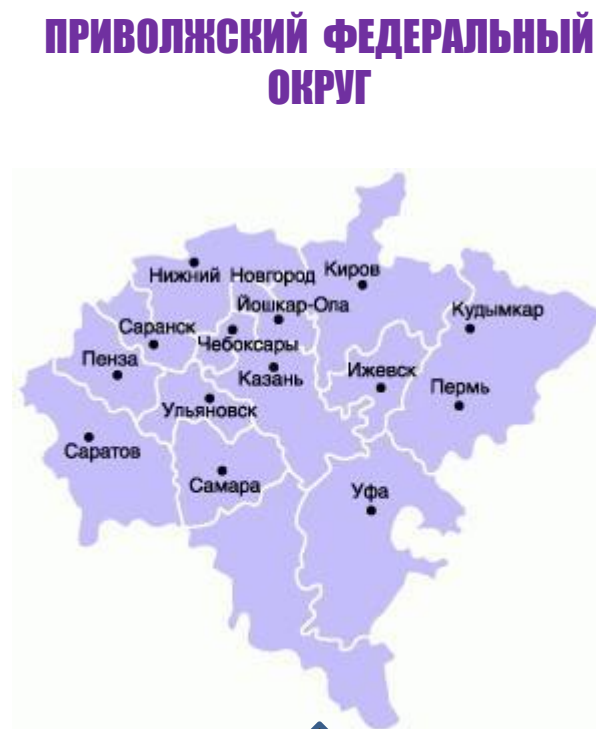 ПРИВОЛЖСКИЙ ФЕДЕРАЛЬНЫЙ
ОКРУГ
Нижний Новгород
Киров
Йошкар-Ола
Кудымкар
Саранск
Чебоксары
Пенза
Казань
Ижевск
Пермь
Ульяновск
Саратов
Самара
Уфа